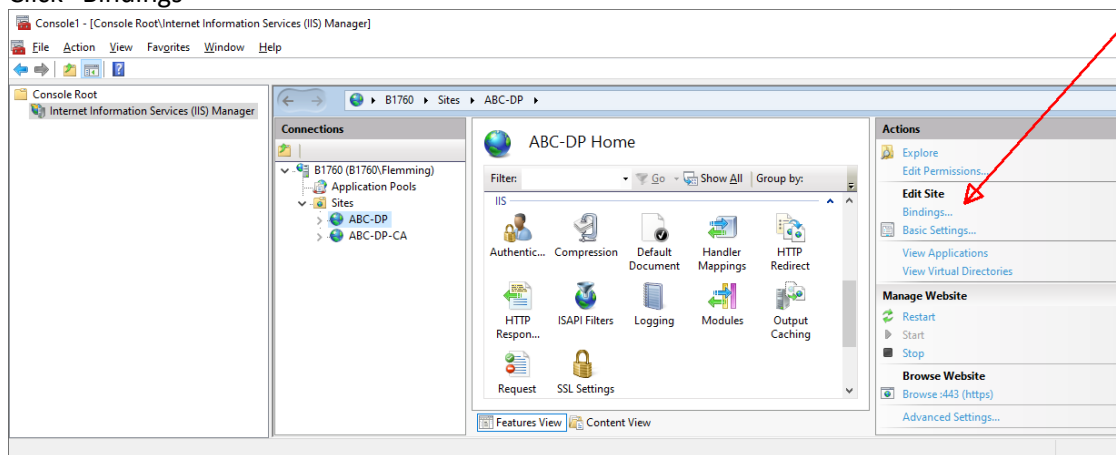 Click "Bindings"
Console1 - [Console Root\Internet Information Services (IIS) Manager]
File Action View Favorites Window Help
Console Root
Internet Information Services (IIS) Manager
B1760 Sites ABC-DP
Connections
B1760 (B1760\Flemming)
Application Pools
Sites
ABC-DP
ABC-DP-CA
ABC-DP Home
Filter: Go Show All Group by:
IIS
Authentic... Compression Default Document Handler Mappings HTTP Redirect
HTTP Respon... ISAPI Filters Logging Modules Output Caching
Request SSL Settings
Features View Content View
Actions
Explore
Edit Permissions...
Edit Site
Bindings...
Basic Settings...
View Applications
View Virtual Directories
Manage Website
Restart
Start
Stop
Browse Website
Browse :443 (https)
Advanced Settings...